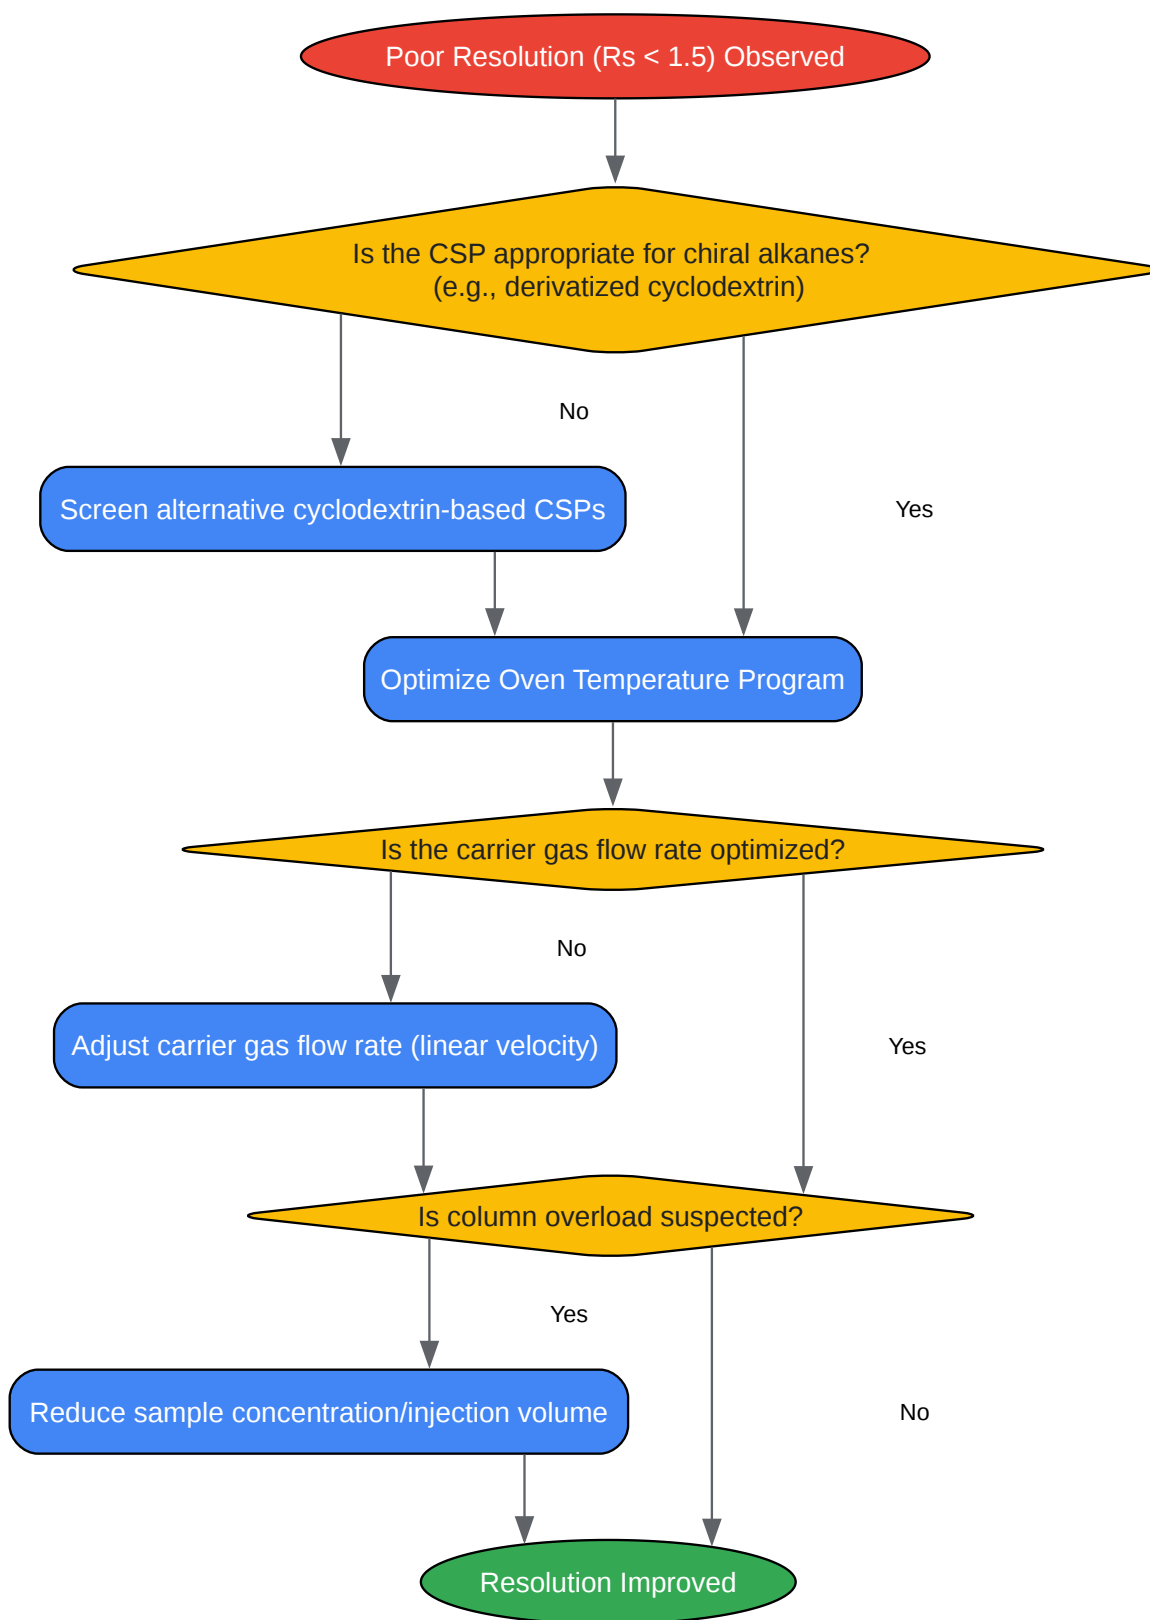 Poor Resolution (Rs < 1.5) Observed
Is the CSP appropriate for chiral alkanes?
(e.g., derivatized cyclodextrin)
No
Screen alternative cyclodextrin-based CSPs
Yes
Optimize Oven Temperature Program
Is the carrier gas flow rate optimized?
No
Adjust carrier gas flow rate (linear velocity)
Yes
Is column overload suspected?
Yes
Reduce sample concentration/injection volume
No
Resolution Improved